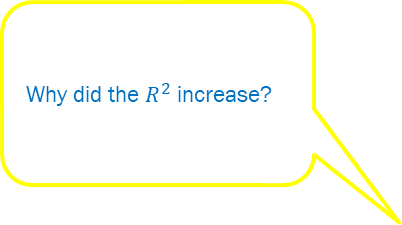 Why did the R² increase?